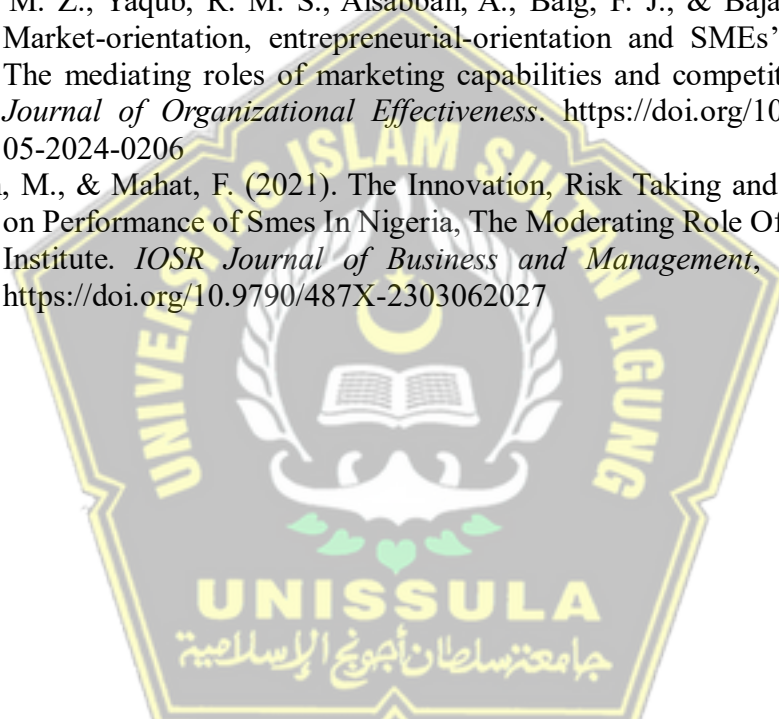 M. Z., Yaqub, R. M. S., Alsabban, A., Baig, F. J., & Baja
Market-orientation, entrepreneurial-orientation and SMEs’
The mediating roles of marketing capabilities and competit
Journal of Organizational Effectiveness. https://doi.org/10
05-2024-0206
, M., & Mahat, F. (2021). The Innovation, Risk Taking and
on Performance of Smes In Nigeria, The Moderating Role Of
Institute. IOSR Journal of Business and Management,
https://doi.org/10.9790/487X-2303062027
UNIVERSITAS ISLAM SULTAN AGUNG
UNISSULA
جامعة سلطان أجونج الإسلامية